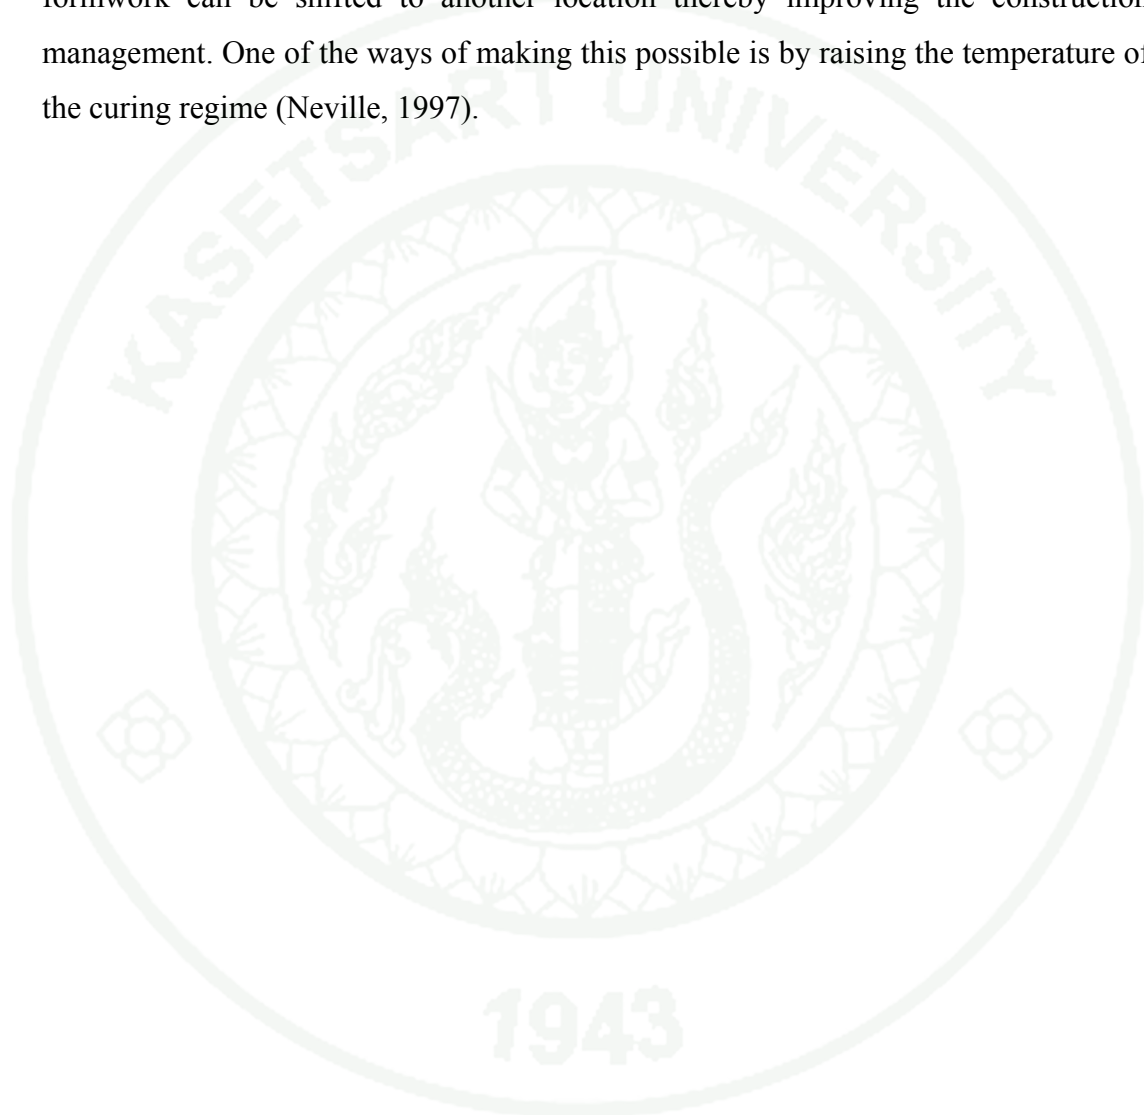 formwork can be shifted to another location thereby improving the construction
management. One of the ways of making this possible is by raising the temperature of
the curing regime (Neville, 1997).
KASETSART UNIVERSITY
1943